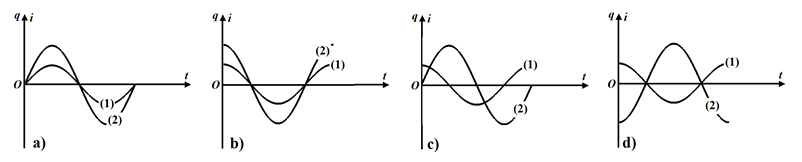 q i
t
O
(1)
(2)
a)
q i
t
O
(2)
(1)
b)
q i
t
O
(1)
(2)
c)
q i
t
O
(1)
(2)
d)